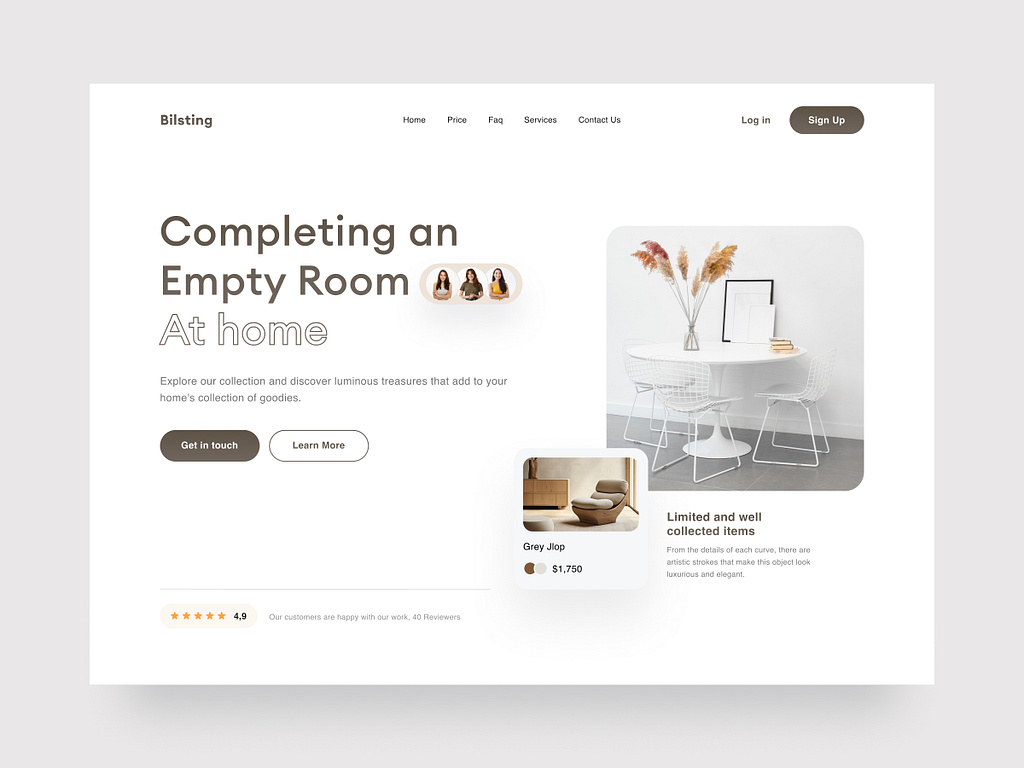 Bilsting
Home Price Faq Services Contact Us
Log in Sign Up
Completing an
Empty Room
At home
Explore our collection and discover luminous treasures that add to your
home's collection of goodies.
Get in touch Learn More
Grey Jlop
$1,750
Limited and well
collected items
From the details of each curve, there are
artistic strokes that make this object look
luxurious and elegant.
4,9 Our customers are happy with our work, 40 Reviewers